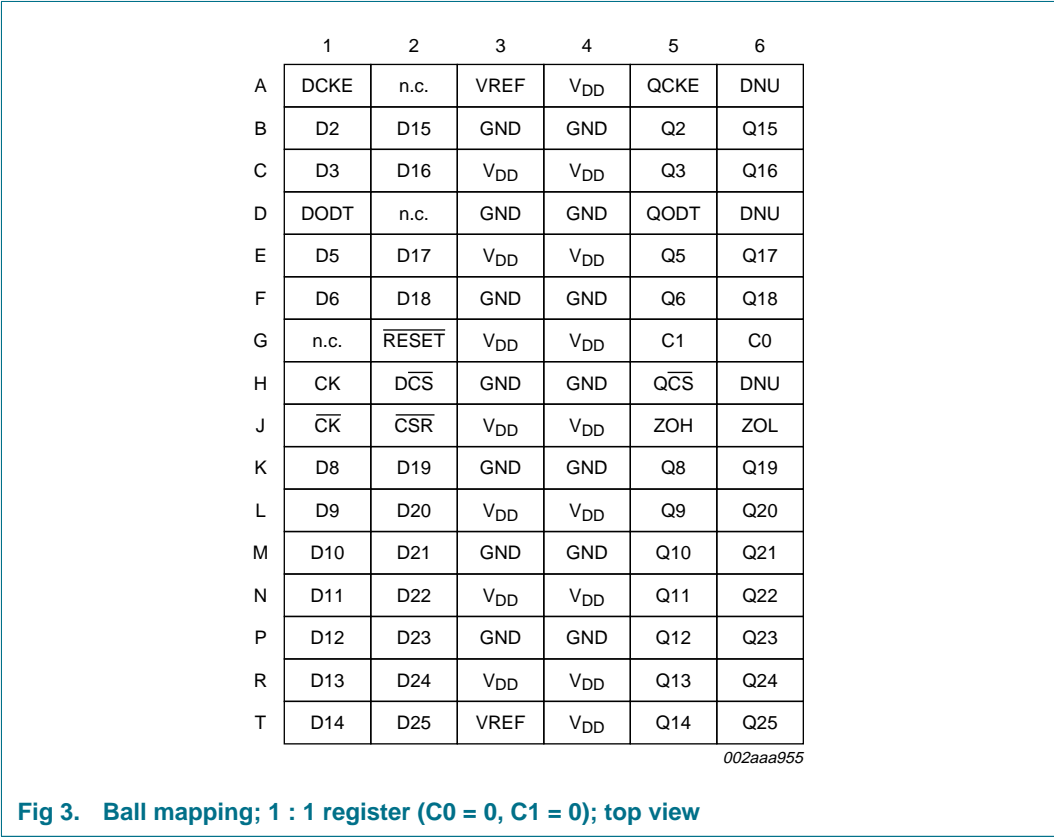 1 2 3 4 5 6
A DCKE n.c. VREF VDD QCKE DNU
B D2 D15 GND GND Q2 Q15
C D3 D16 VDD VDD Q3 Q16
D DODT n.c. GND GND QODT DNU
E D5 D17 VDD VDD Q5 Q17
F D6 D18 GND GND Q6 Q18
G n.c. R̅E̅S̅E̅T̅ VDD VDD C1 C0
H CK DC̅S̅ GND GND QC̅S̅ DNU
J C̅K̅ C̅S̅R̅ VDD VDD ZOH ZOL
K D8 D19 GND GND Q8 Q19
L D9 D20 VDD VDD Q9 Q20
M D10 D21 GND GND Q10 Q21
N D11 D22 VDD VDD Q11 Q22
P D12 D23 GND GND Q12 Q23
R D13 D24 VDD VDD Q13 Q24
T D14 D25 VREF VDD Q14 Q25
002aaa955
Fig 3. Ball mapping; 1 : 1 register (C0 = 0, C1 = 0); top view